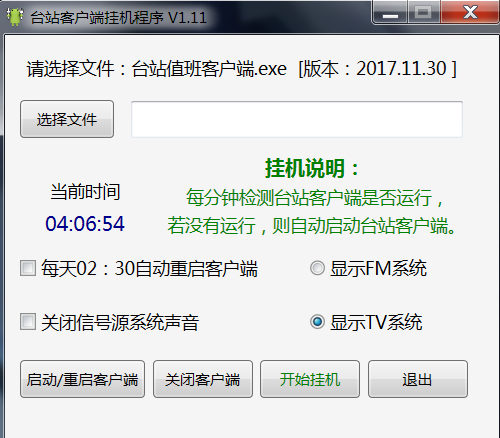 台站客户端挂机程序 V1.11
请选择文件：台站值班客户端.exe [版本：2017.11.30 ]
选择文件
挂机说明：
当前时间
每分钟检测台站客户端是否运行，
04:06:54
若没有运行，则自动启动台站客户端。
每天02：30自动重启客户端
显示FM系统
关闭信号源系统声音
显示TV系统
启动/重启客户端
关闭客户端
开始挂机
退出